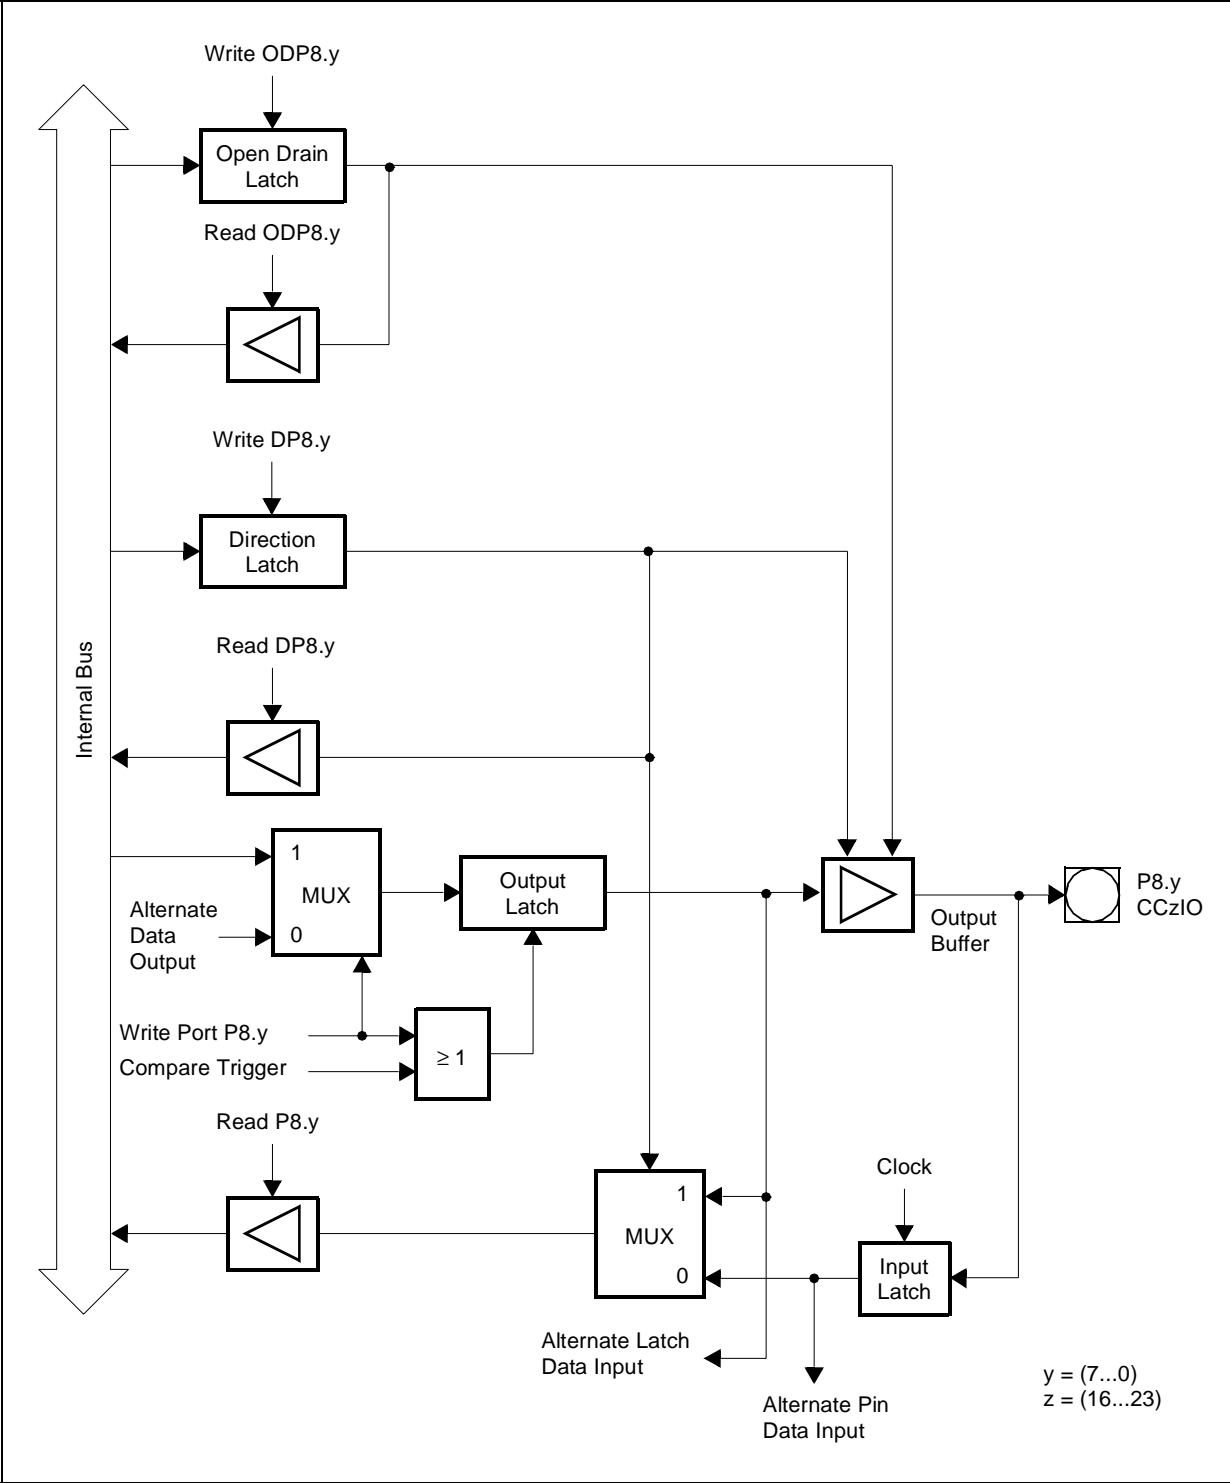 Write ODP8.y
Open Drain
Latch
Read ODP8.y
Write DP8.y
Direction
Latch
Read DP8.y
Internal Bus
1
MUX
0
Alternate
Data
Output
Output
Latch
Output
Buffer
P8.y
CCzIO
Write Port P8.y
Compare Trigger
≥ 1
Read P8.y
1
MUX
0
Clock
Input
Latch
Alternate Latch
Data Input
Alternate Pin
Data Input
y = (7...0)
z = (16...23)